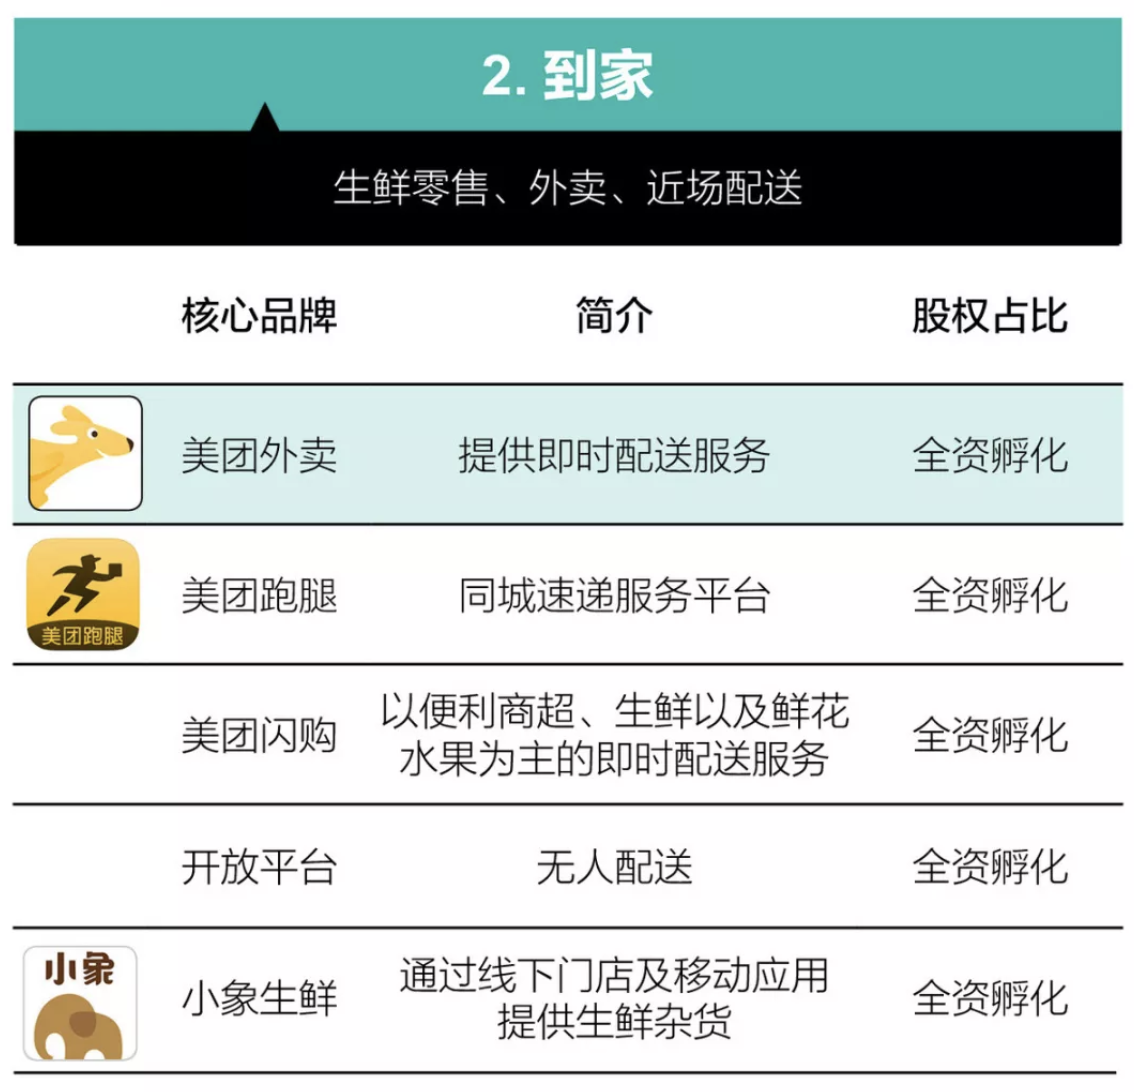 2. 到家
生鲜零售、外卖、近场配送
核心品牌 简介 股权占比
美团外卖 提供即时配送服务 全资孵化
美团跑腿
美团跑腿 同城速递服务平台 全资孵化
美团闪购 以便利商超、生鲜以及鲜花
水果为主的即时配送服务 全资孵化
开放平台 无人配送 全资孵化
小象
小象生鲜 通过线下门店及移动应用
提供生鲜杂货 全资孵化